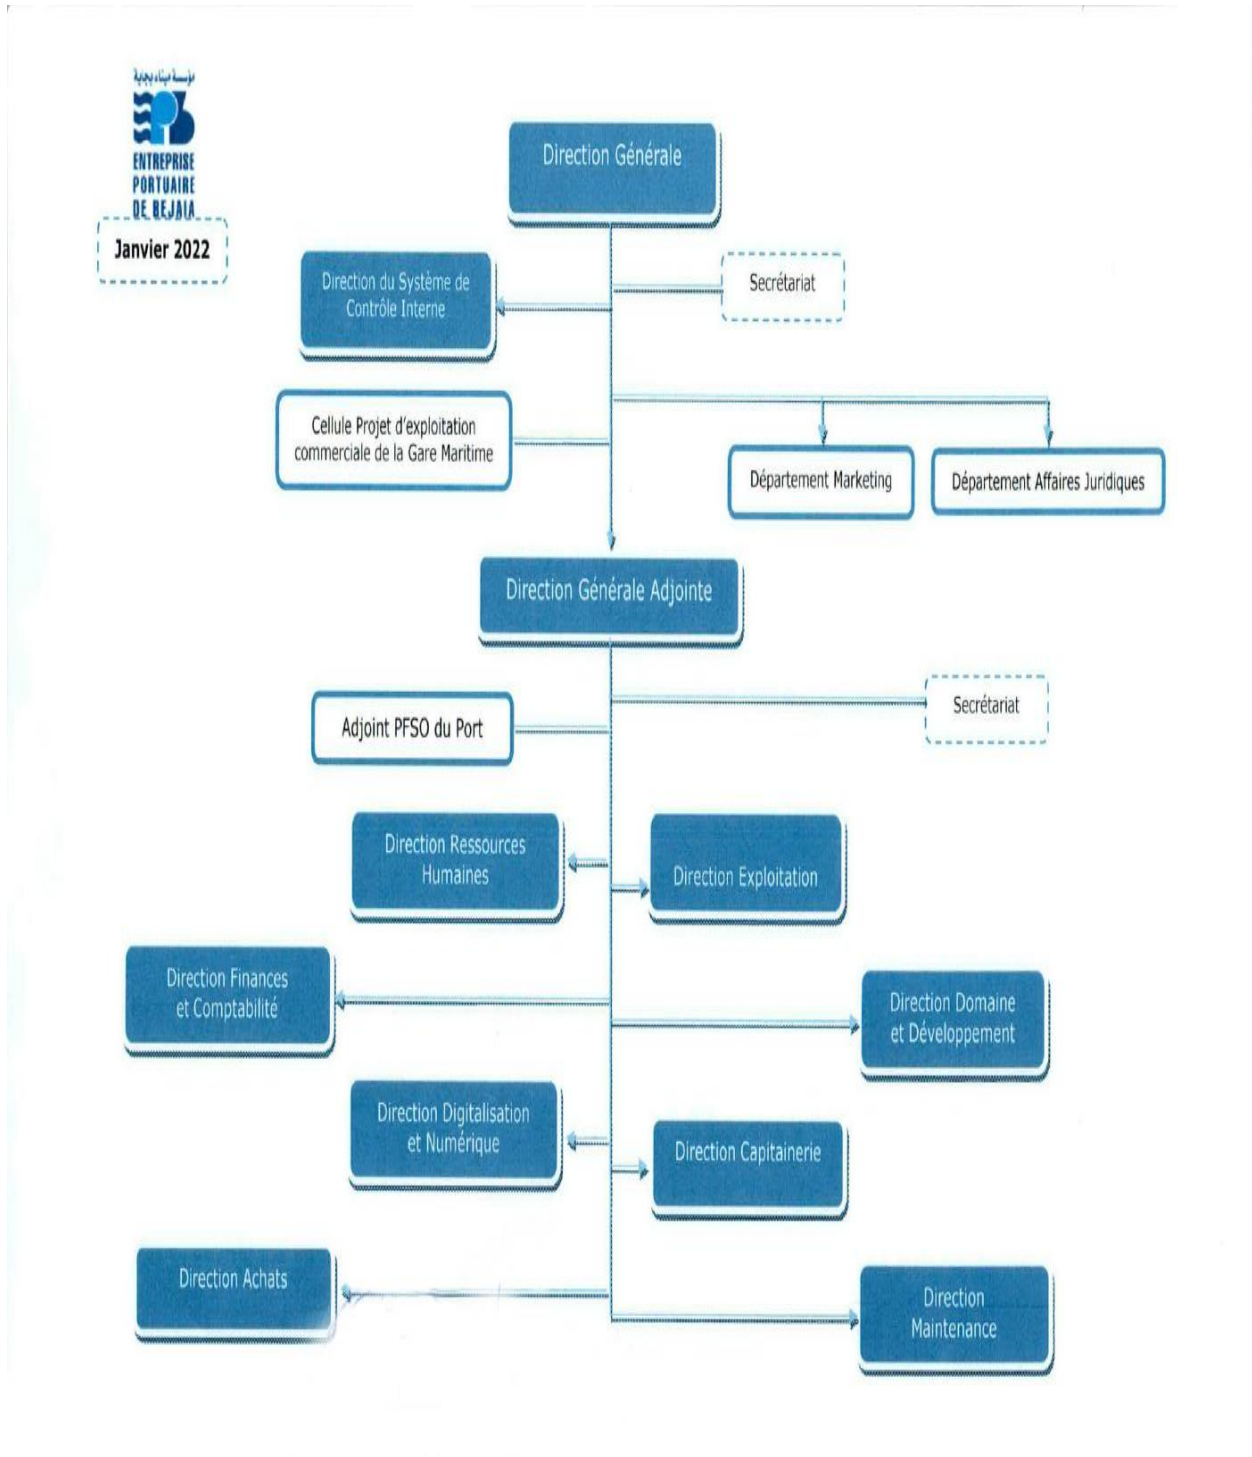 مؤسسة ميناء بجاية
ENTREPRISE
PORTUAIRE
DE BEJAIA
Janvier 2022
Direction Générale
Direction du Système de
Contrôle Interne
Secrétariat
Cellule Projet d'exploitation
commerciale de la Gare Maritime
Département Marketing
Département Affaires Juridiques
Direction Générale Adjointe
Adjoint PFSO du Port
Secrétariat
Direction Ressources
Humaines
Direction Exploitation
Direction Finances
et Comptabilité
Direction Domaine
et Développement
Direction Digitalisation
et Numérique
Direction Capitainerie
Direction Achats
Direction
Maintenance